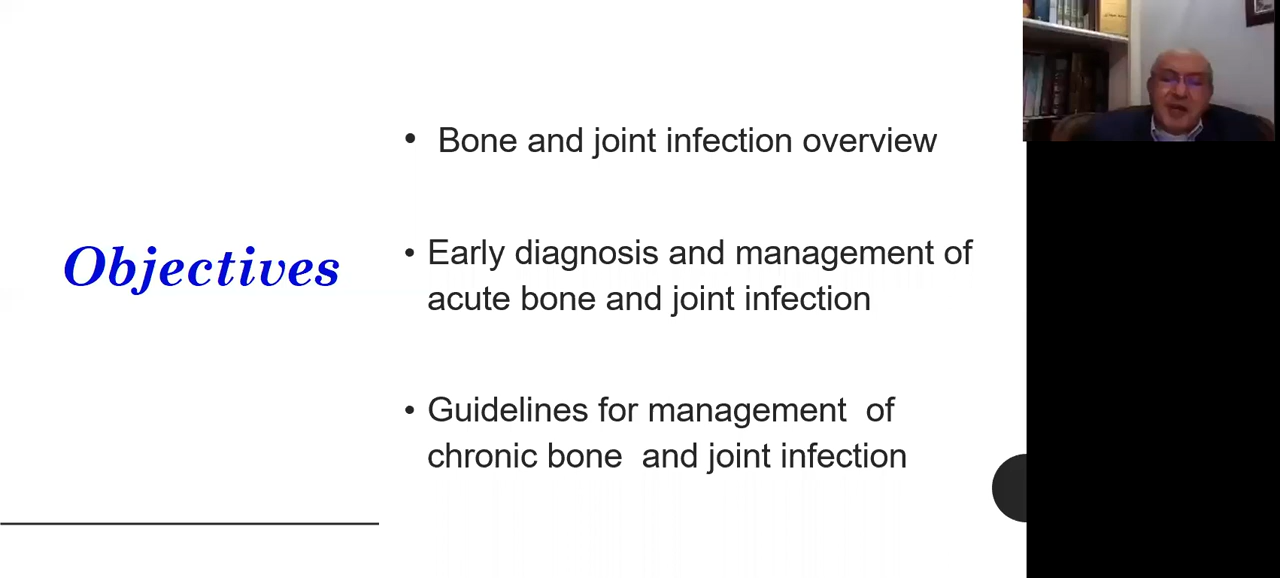 Objectives
• Bone and joint infection overview
• Early diagnosis and management of
acute bone and joint infection
• Guidelines for management of
chronic bone and joint infection